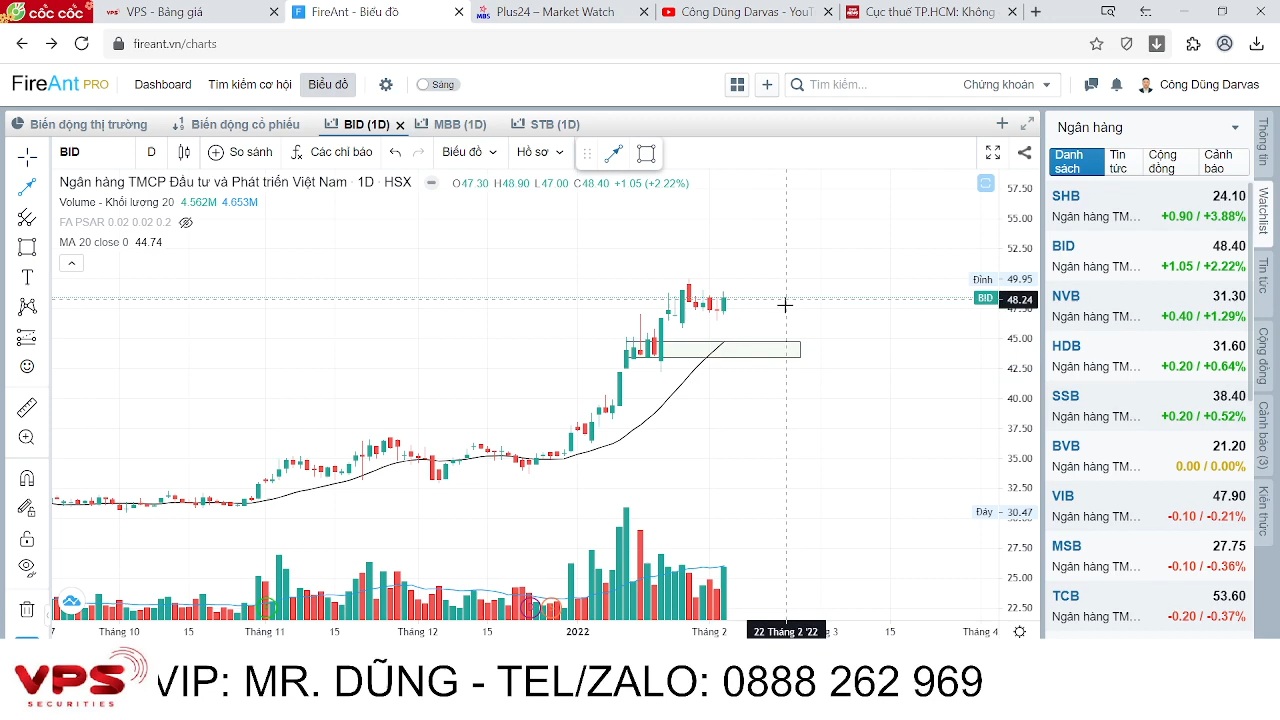 CỐC CỐC
VPS - Bảng giá
FireAnt - Biểu đồ
Plus24 – Market Watch
Công Dũng Darvas - YouT
Cục thuế TP.HCM: Không
fireant.vn/charts
FireAnt PRO
Dashboard
Tìm kiếm cơ hội
Biểu đồ
Sáng
Tìm kiếm...
Chứng khoán
Công Dũng Darvas
Biến động thị trường
Biến động cổ phiếu
BID (1D)
MBB (1D)
STB (1D)
BID
D
So sánh
Các chỉ báo
Biểu đồ
Hồ sơ
Ngân hàng TMCP Đầu tư và Phát triển Việt Nam · 1D · HSX
O47.30 H48.90 L47.00 C48.40 +1.05 (+2.22%)
Volume - Khối lượng 20 4.562M 4.653M
FA PSAR 0.02 0.02 0.2
MA 20 close 0 44.74
57.50
55.00
52.50
Đỉnh 49.95
BID 48.24
47.50
45.00
42.50
40.00
37.50
35.00
32.50
Đáy 30.47
30.00
27.50
25.00
22.50
Tháng 10
15
Tháng 11
15
Tháng 12
15
2022
Tháng 2
22 Tháng 2 '22
3
15
Tháng 4
Ngân hàng
Danh sách
Tin tức
Cộng đồng
Cảnh báo
SHB 24.10
Ngân hàng TM... +0.90 / +3.88%
BID 48.40
Ngân hàng TM... +1.05 / +2.22%
NVB 31.30
Ngân hàng TM... +0.40 / +1.29%
HDB 31.60
Ngân hàng TM... +0.20 / +0.64%
SSB 38.40
Ngân hàng TM... +0.20 / +0.52%
BVB 21.20
Ngân hàng TM... 0.00 / 0.00%
VIB 47.90
Ngân hàng TM... -0.10 / -0.21%
MSB 27.75
Ngân hàng TM... -0.10 / -0.36%
TCB 53.60
Ngân hàng TM... -0.20 / -0.37%
Thông tin
Watchlist
Tin tức
Cộng đồng
Cảnh báo (3)
Kiến thức
VPS
SECURITIES
VIP: MR. DŨNG - TEL/ZALO: 0888 262 969